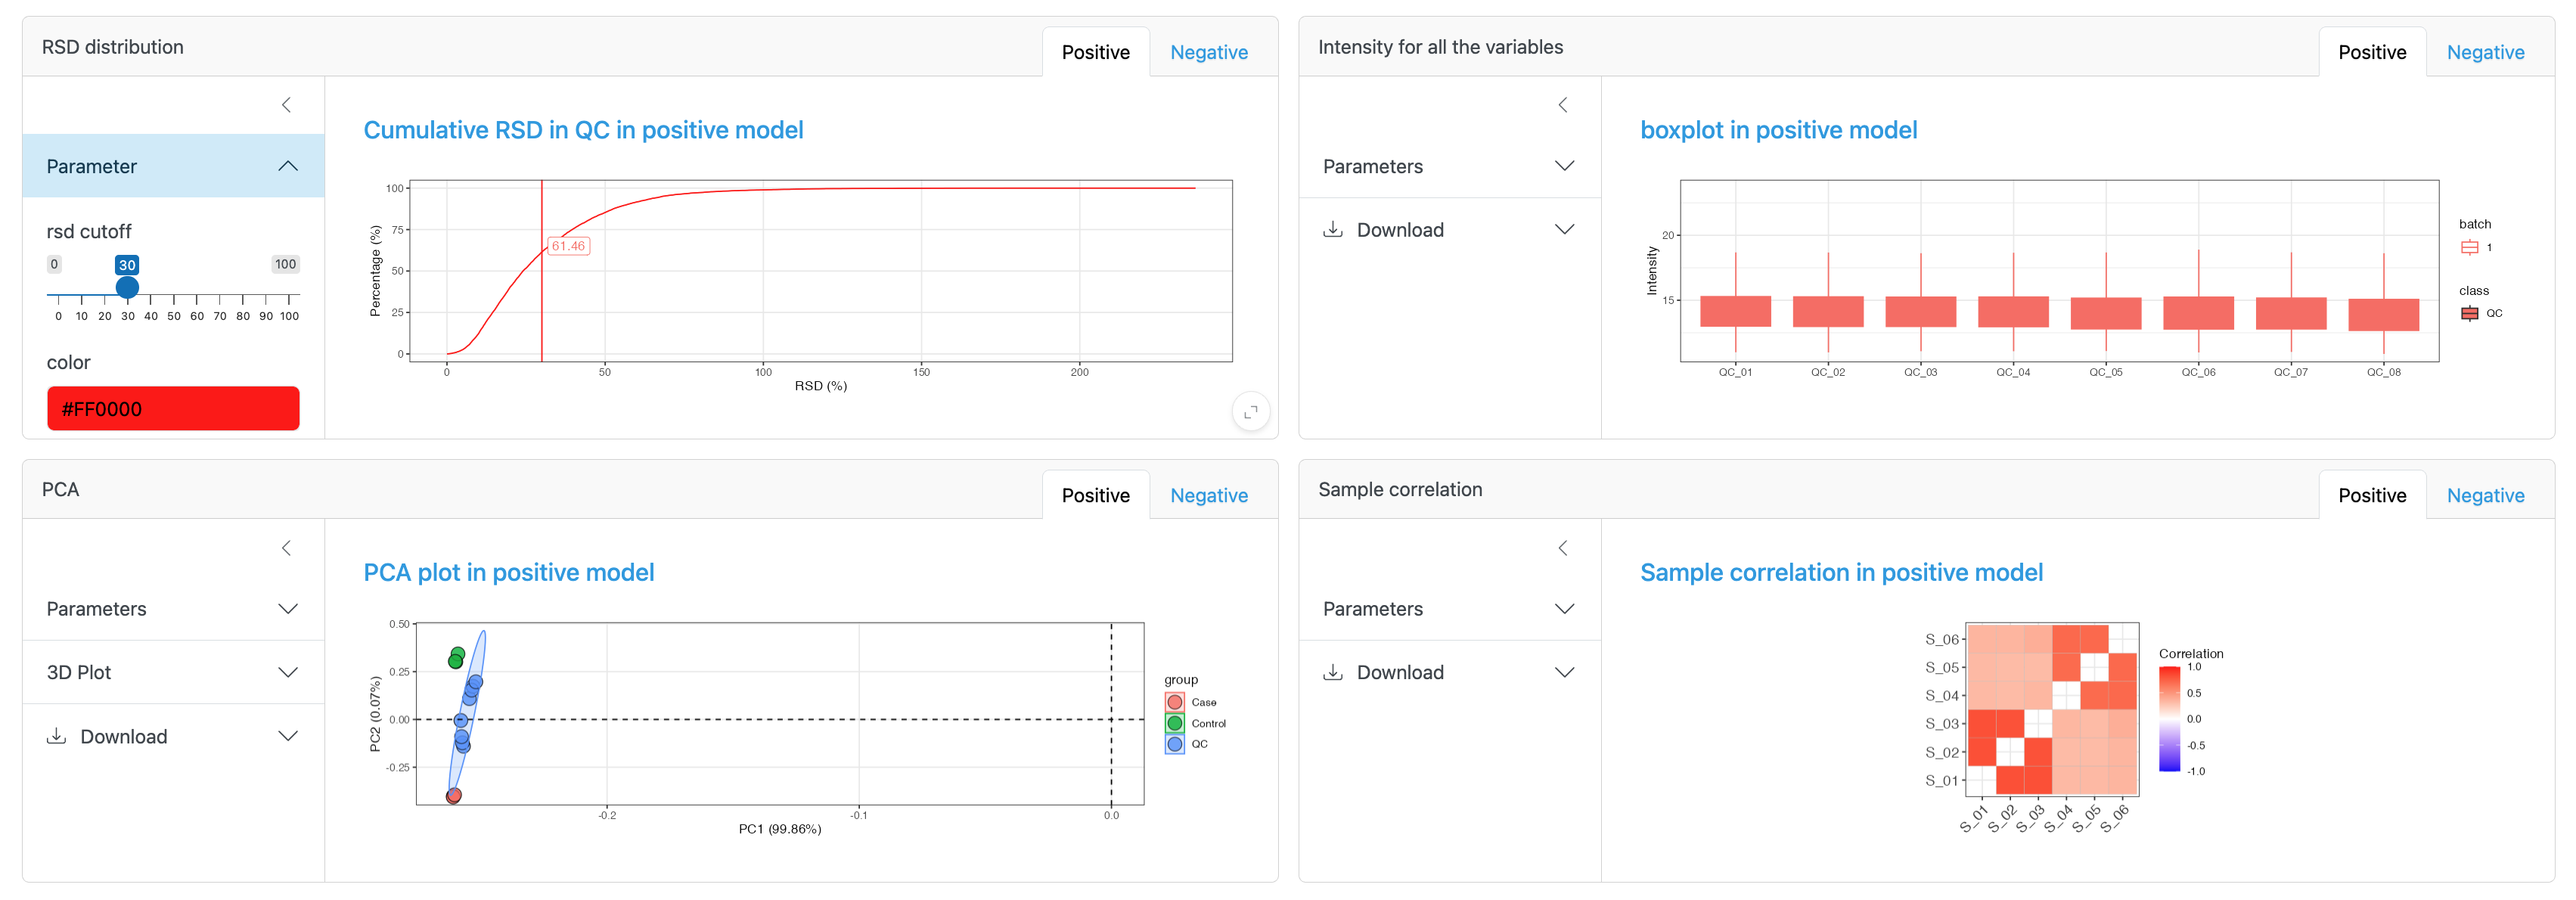 RSD distribution
Positive
Negative
Parameter
rsd cutoff
0
30
100
0 10 20 30 40 50 60 70 80 90 100
color
#FF0000
Cumulative RSD in QC in positive model
Percentage (%)
100
75
50
25
0
61.46
0 50 100 150 200
RSD (%)
Intensity for all the variables
Positive
Negative
Parameters
Download
boxplot in positive model
Intensity
20
15
QC_01 QC_02 QC_03 QC_04 QC_05 QC_06 QC_07 QC_08
batch
1
class
QC
PCA
Positive
Negative
Parameters
3D Plot
Download
PCA plot in positive model
PC2 (0.07%)
0.50
0.25
0.00
-0.25
-0.2 -0.1 0.0
PC1 (99.86%)
group
Case
Control
QC
Sample correlation
Positive
Negative
Parameters
Download
Sample correlation in positive model
S_06
S_05
S_04
S_03
S_02
S_01
S_01 S_02 S_03 S_04 S_05 S_06
Correlation
1.0
0.5
0.0
-0.5
-1.0